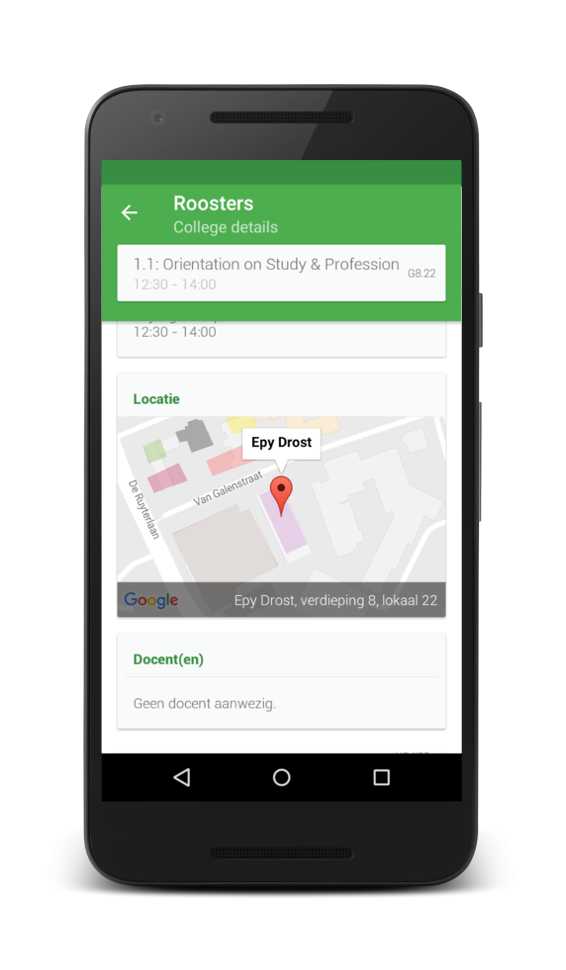 Roosters
College details
1.1: Orientation on Study & Profession
G8.22
12:30 - 14:00
12:30 - 14:00
Locatie
Epy Drost
Van Galenstraat
De Ruyterlaan
Google
Epy Drost, verdieping 8, lokaal 22
Docent(en)
Geen docent aanwezig.